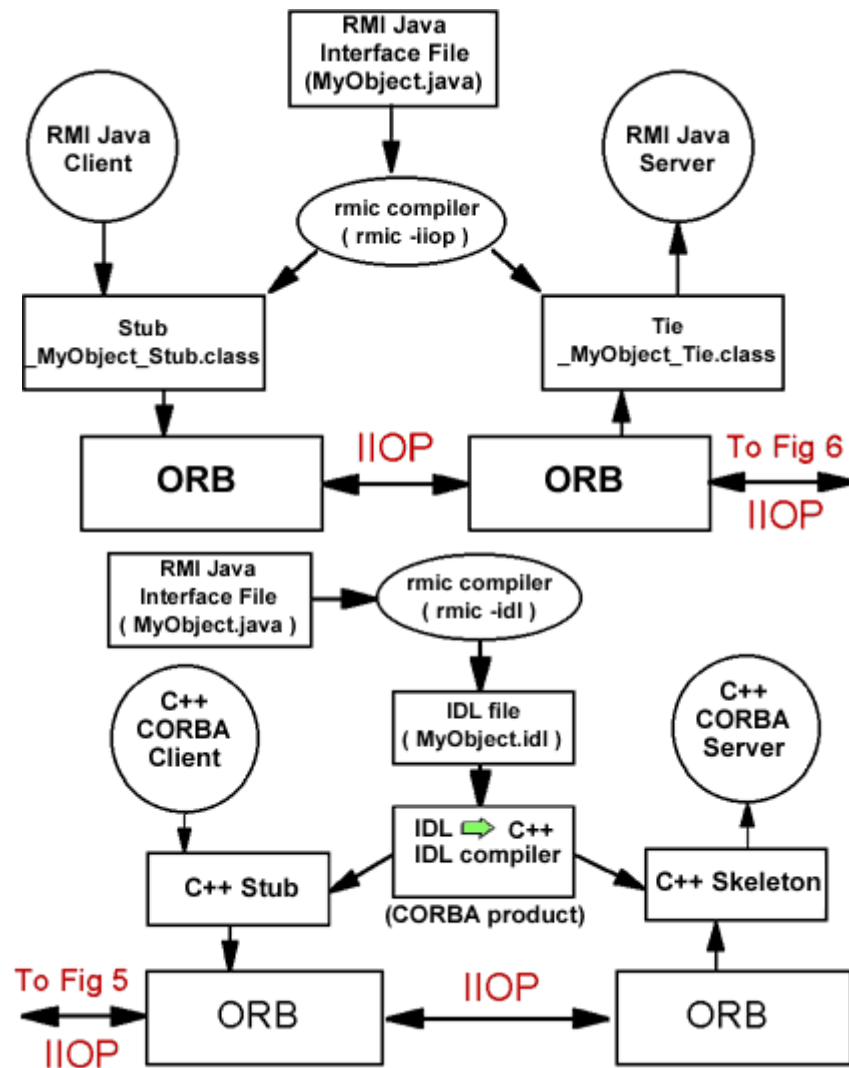 RMI Java
Interface File
(MyObject.java)
RMI Java
Client
RMI Java
Server
rmic compiler
( rmic -iiop )
Stub
_MyObject_Stub.class
Tie
_MyObject_Tie.class
ORB
IIOP
ORB
To Fig 6
IIOP
RMI Java
Interface File
( MyObject.java )
rmic compiler
( rmic -idl )
C++
CORBA
Client
IDL file
( MyObject.idl )
C++
CORBA
Server
IDL C++
IDL compiler
(CORBA product)
C++ Stub
C++ Skeleton
To Fig 5
IIOP
ORB
IIOP
ORB